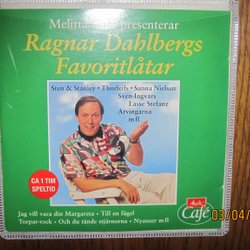 Melitta presenterar
Ragnar Dahlbergs
Favoritlåtar
Sten & Stanley · Thorleifs · Sanna Nielsen
Sven-Ingvars
Lasse Stefanz
Arvingarna
m fl
CA 1 TIM
SPELTID
Jag vill vara din Margareta · Till en fågel
Torpar-rock · Och du tände stjärnorna · Nyanser m fl
Melitta
Café
03/04/